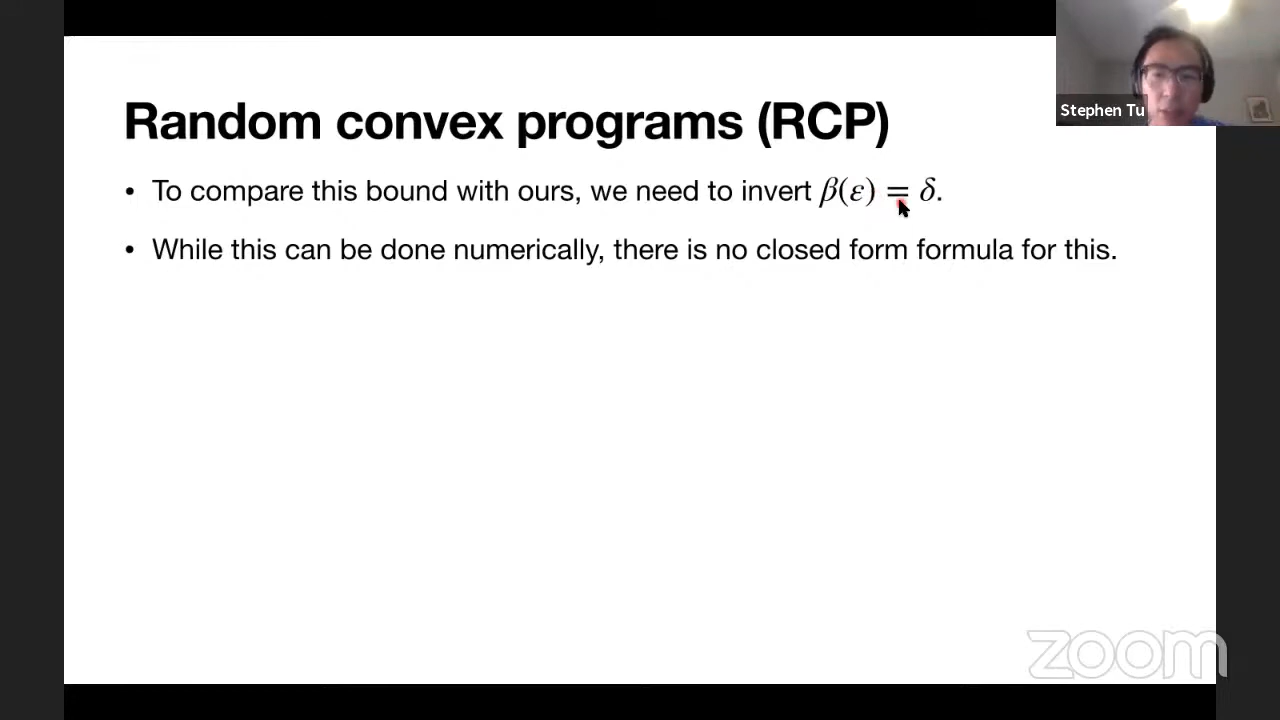 Stephen Tu
Random convex programs (RCP)
• To compare this bound with ours, we need to invert β(ε) = δ.
• While this can be done numerically, there is no closed form formula for this.
zoom